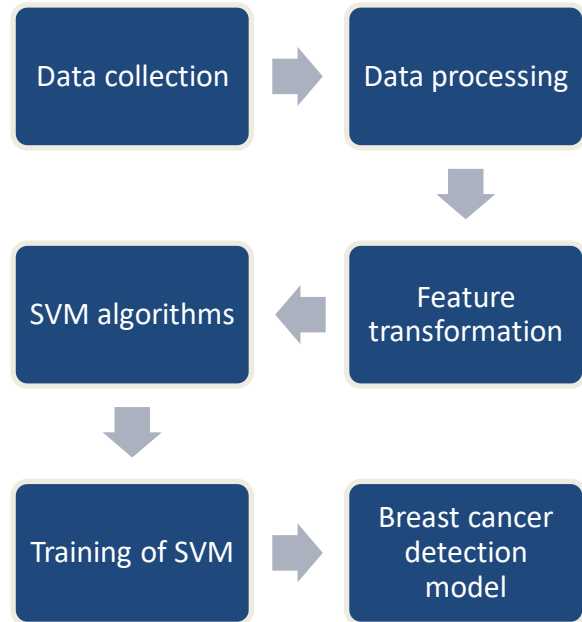 Data collection
Data processing
Feature
transformation
SVM algorithms
Training of SVM
Breast cancer
detection
model